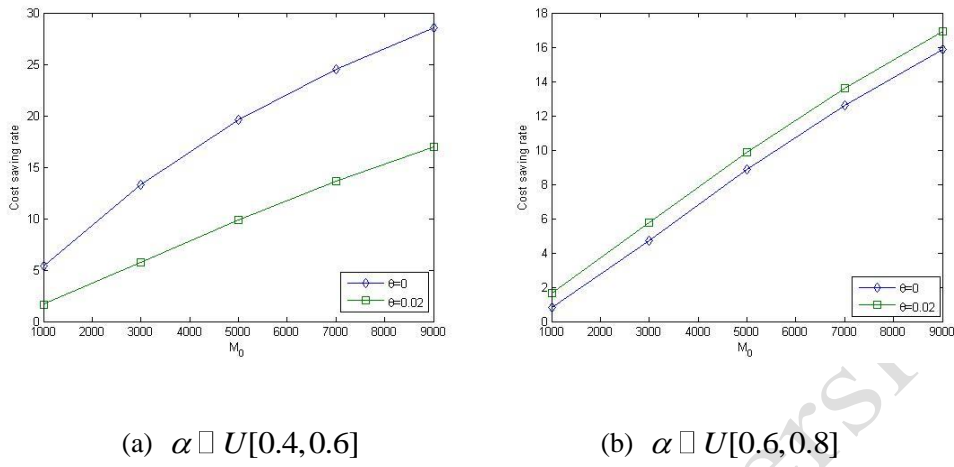 30
25
20
15
10
5
0
Cost saving rate
1000 2000 3000 4000 5000 6000 7000 8000 9000
M0
θ=0
θ=0.02
18
16
14
12
10
8
6
4
2
0
Cost saving rate
1000 2000 3000 4000 5000 6000 7000 8000 9000
M0
θ=0
θ=0.02
(a) α □ U[0.4,0.6]
(b) α □ U[0.6,0.8]